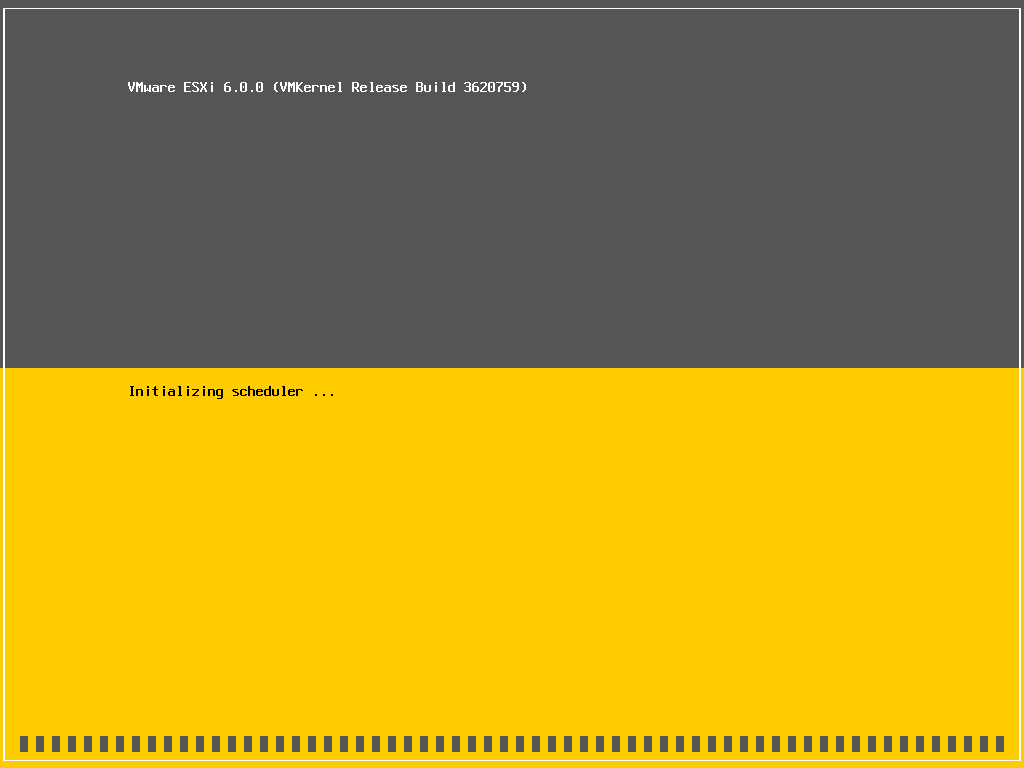 VMware ESXi 6.0.0 (VMKernel Release Build 3620759)
Initializing scheduler ...